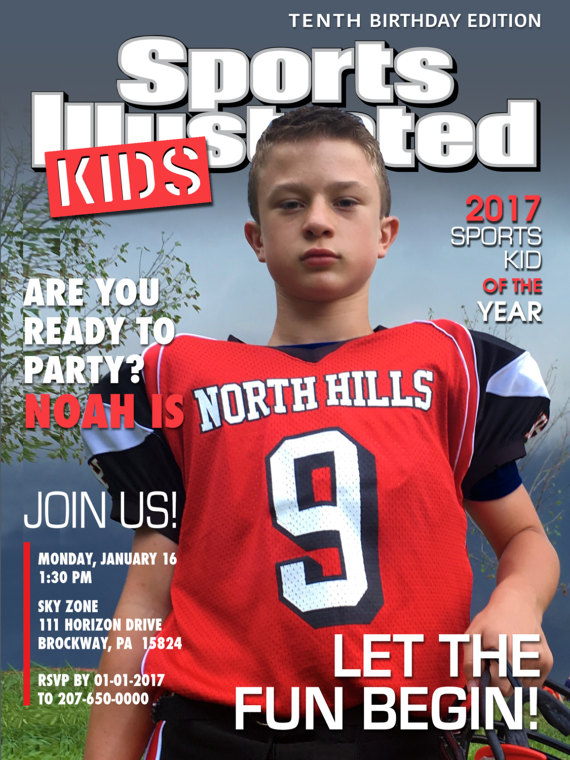 TENTH BIRTHDAY EDITION
Sports
Illustrated
KIDS
2017
SPORTS
KID
OF THE
YEAR
ARE YOU
READY TO
PARTY?
NOAH IS
NORTH HILLS
9
JOIN US!
MONDAY, JANUARY 16
1:30 PM
SKY ZONE
111 HORIZON DRIVE
BROCKWAY, PA 15824
RSVP BY 01-01-2017
TO 207-650-0000
LET THE
FUN BEGIN!